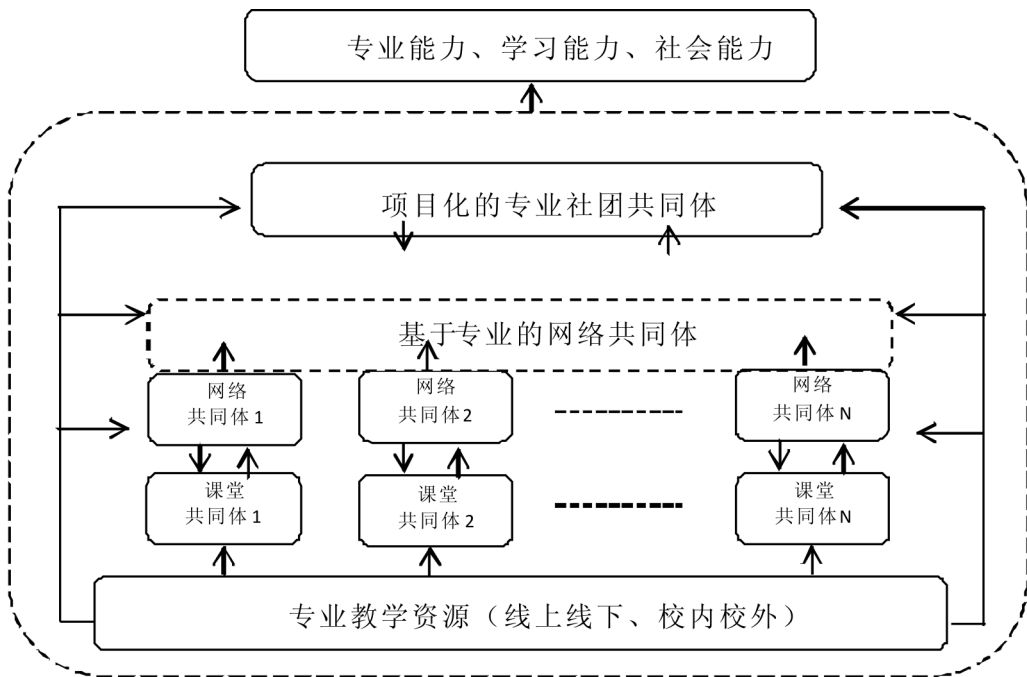 专业能力、学习能力、社会能力
项目化的专业社团共同体
基于专业的网络共同体
网络
共同体1
网络
共同体2
网络
共同体N
课堂
共同体1
课堂
共同体2
课堂
共同体N
专业教学资源（线上线下、校内校外）